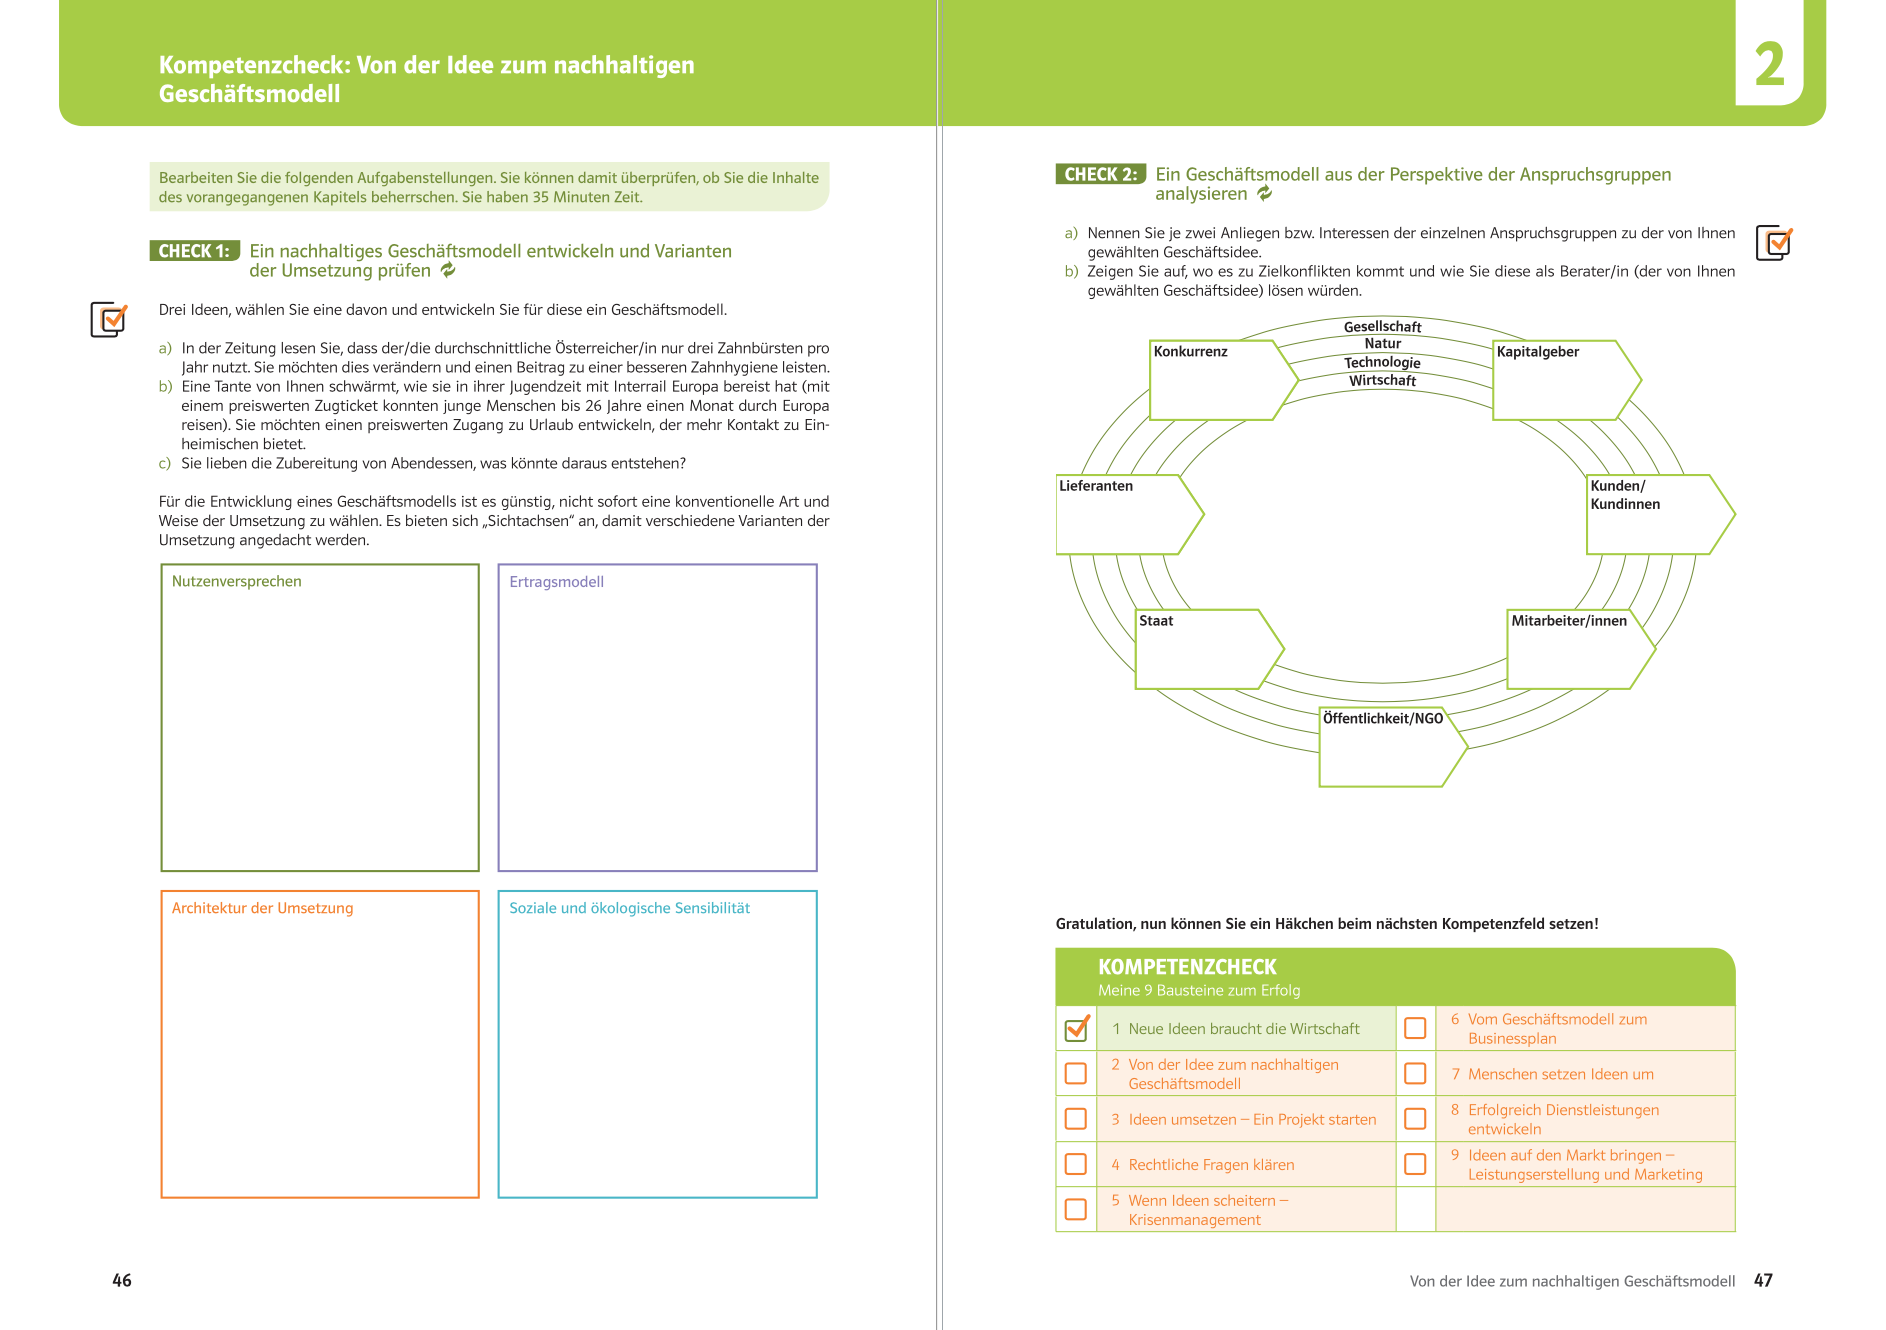 Kompetenzcheck: Von der Idee zum nachhaltigen
Geschäftsmodell
Bearbeiten Sie die folgenden Aufgabenstellungen. Sie können damit überprüfen, ob Sie die Inhalte
des vorangegangenen Kapitels beherrschen. Sie haben 35 Minuten Zeit.
CHECK 1: Ein nachhaltiges Geschäftsmodell entwickeln und Varianten
der Umsetzung prüfen
Drei Ideen, wählen Sie eine davon und entwickeln Sie für diese ein Geschäftsmodell.
a) In der Zeitung lesen Sie, dass der/die durchschnittliche Österreicher/in nur drei Zahnbürsten pro
Jahr nutzt. Sie möchten dies verändern und einen Beitrag zu einer besseren Zahnhygiene leisten.
b) Eine Tante von Ihnen schwärmt, wie sie in ihrer Jugendzeit mit Interrail Europa bereist hat (mit
einem preiswerten Zugticket konnten junge Menschen bis 26 Jahre einen Monat durch Europa
reisen). Sie möchten einen preiswerten Zugang zu Urlaub entwickeln, der mehr Kontakt zu Ein-
heimischen bietet.
c) Sie lieben die Zubereitung von Abendessen, was könnte daraus entstehen?
Für die Entwicklung eines Geschäftsmodells ist es günstig, nicht sofort eine konventionelle Art und
Weise der Umsetzung zu wählen. Es bieten sich „Sichtachsen“ an, damit verschiedene Varianten der
Umsetzung angedacht werden.
Nutzenversprechen
Ertragsmodell
Architektur der Umsetzung
Soziale und ökologische Sensibilität
46
2
CHECK 2: Ein Geschäftsmodell aus der Perspektive der Anspruchsgruppen
analysieren
a) Nennen Sie je zwei Anliegen bzw. Interessen der einzelnen Anspruchsgruppen zu der von Ihnen
gewählten Geschäftsidee.
b) Zeigen Sie auf, wo es zu Zielkonflikten kommt und wie Sie diese als Berater/in (der von Ihnen
gewählten Geschäftsidee) lösen würden.
Gesellschaft
Natur
Technologie
Wirtschaft
Konkurrenz
Kapitalgeber
Lieferanten
Kunden/
Kundinnen
Staat
Mitarbeiter/innen
Öffentlichkeit/NGO
Gratulation, nun können Sie ein Häkchen beim nächsten Kompetenzfeld setzen!
KOMPETENZCHECK
Meine 9 Bausteine zum Erfolg
1 Neue Ideen braucht die Wirtschaft
2 Von der Idee zum nachhaltigen
Geschäftsmodell
3 Ideen umsetzen – Ein Projekt starten
4 Rechtliche Fragen klären
5 Wenn Ideen scheitern –
Krisenmanagement
6 Vom Geschäftsmodell zum
Businessplan
7 Menschen setzen Ideen um
8 Erfolgreich Dienstleistungen
entwickeln
9 Ideen auf den Markt bringen –
Leistungserstellung und Marketing
Von der Idee zum nachhaltigen Geschäftsmodell 47